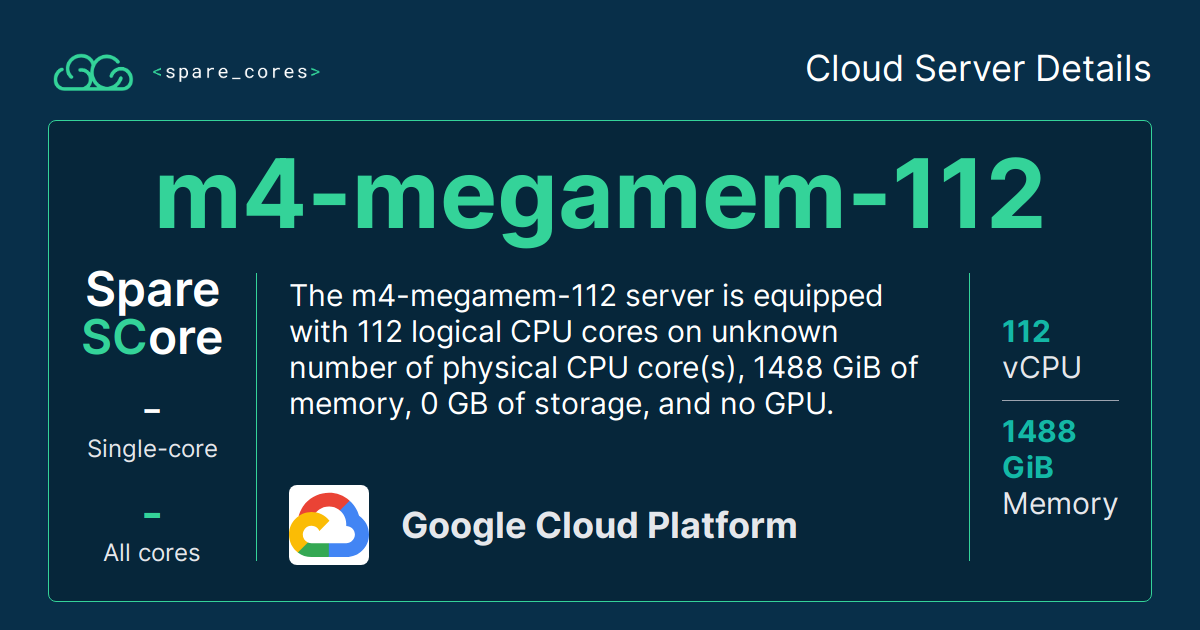 <spare_cores>
Cloud Server Details
m4-megamem-112
Spare
SCore
–
Single-core
–
All cores
The m4-megamem-112 server is equipped
with 112 logical CPU cores on unknown
number of physical CPU core(s), 1488 GiB of
memory, 0 GB of storage, and no GPU.
Google Cloud Platform
112
vCPU
1488
GiB
Memory